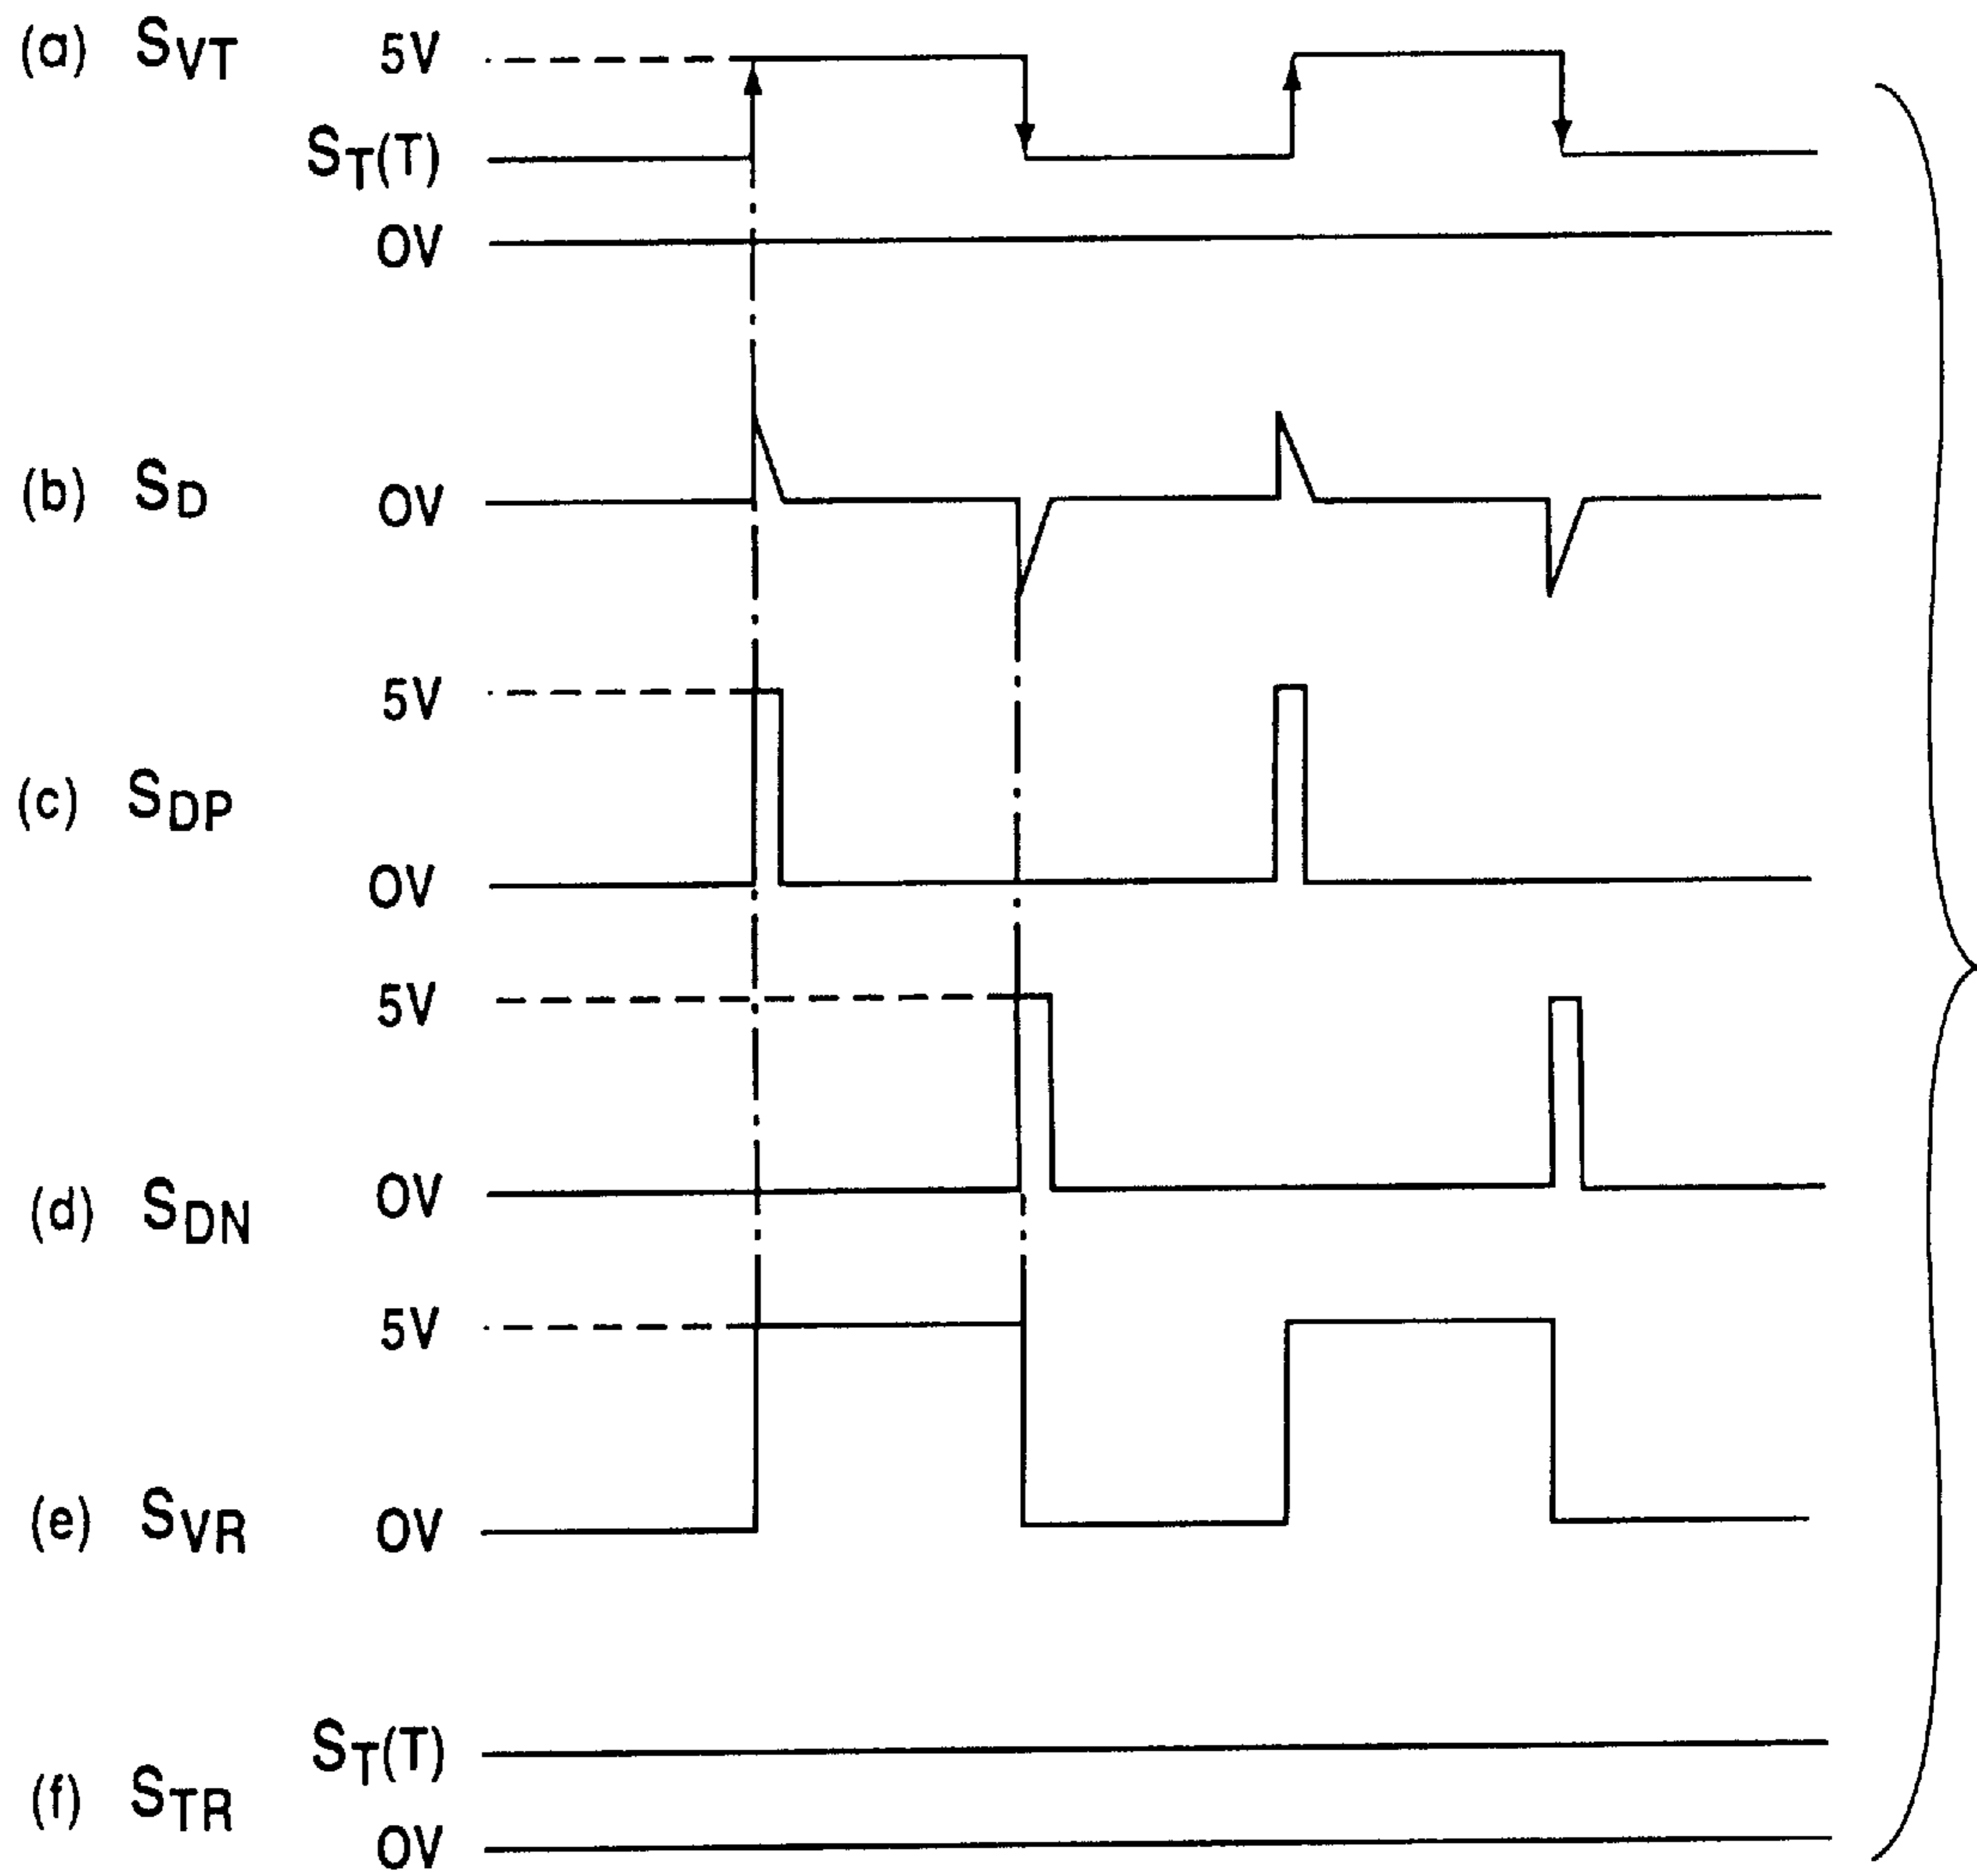 (a) SVT 5V
ST(T)
0V
(b) SD 0V
5V
(c) SDP
0V
5V
(d) SDN 0V
5V
(e) SVR 0V
ST(T)
(f) STR
0V